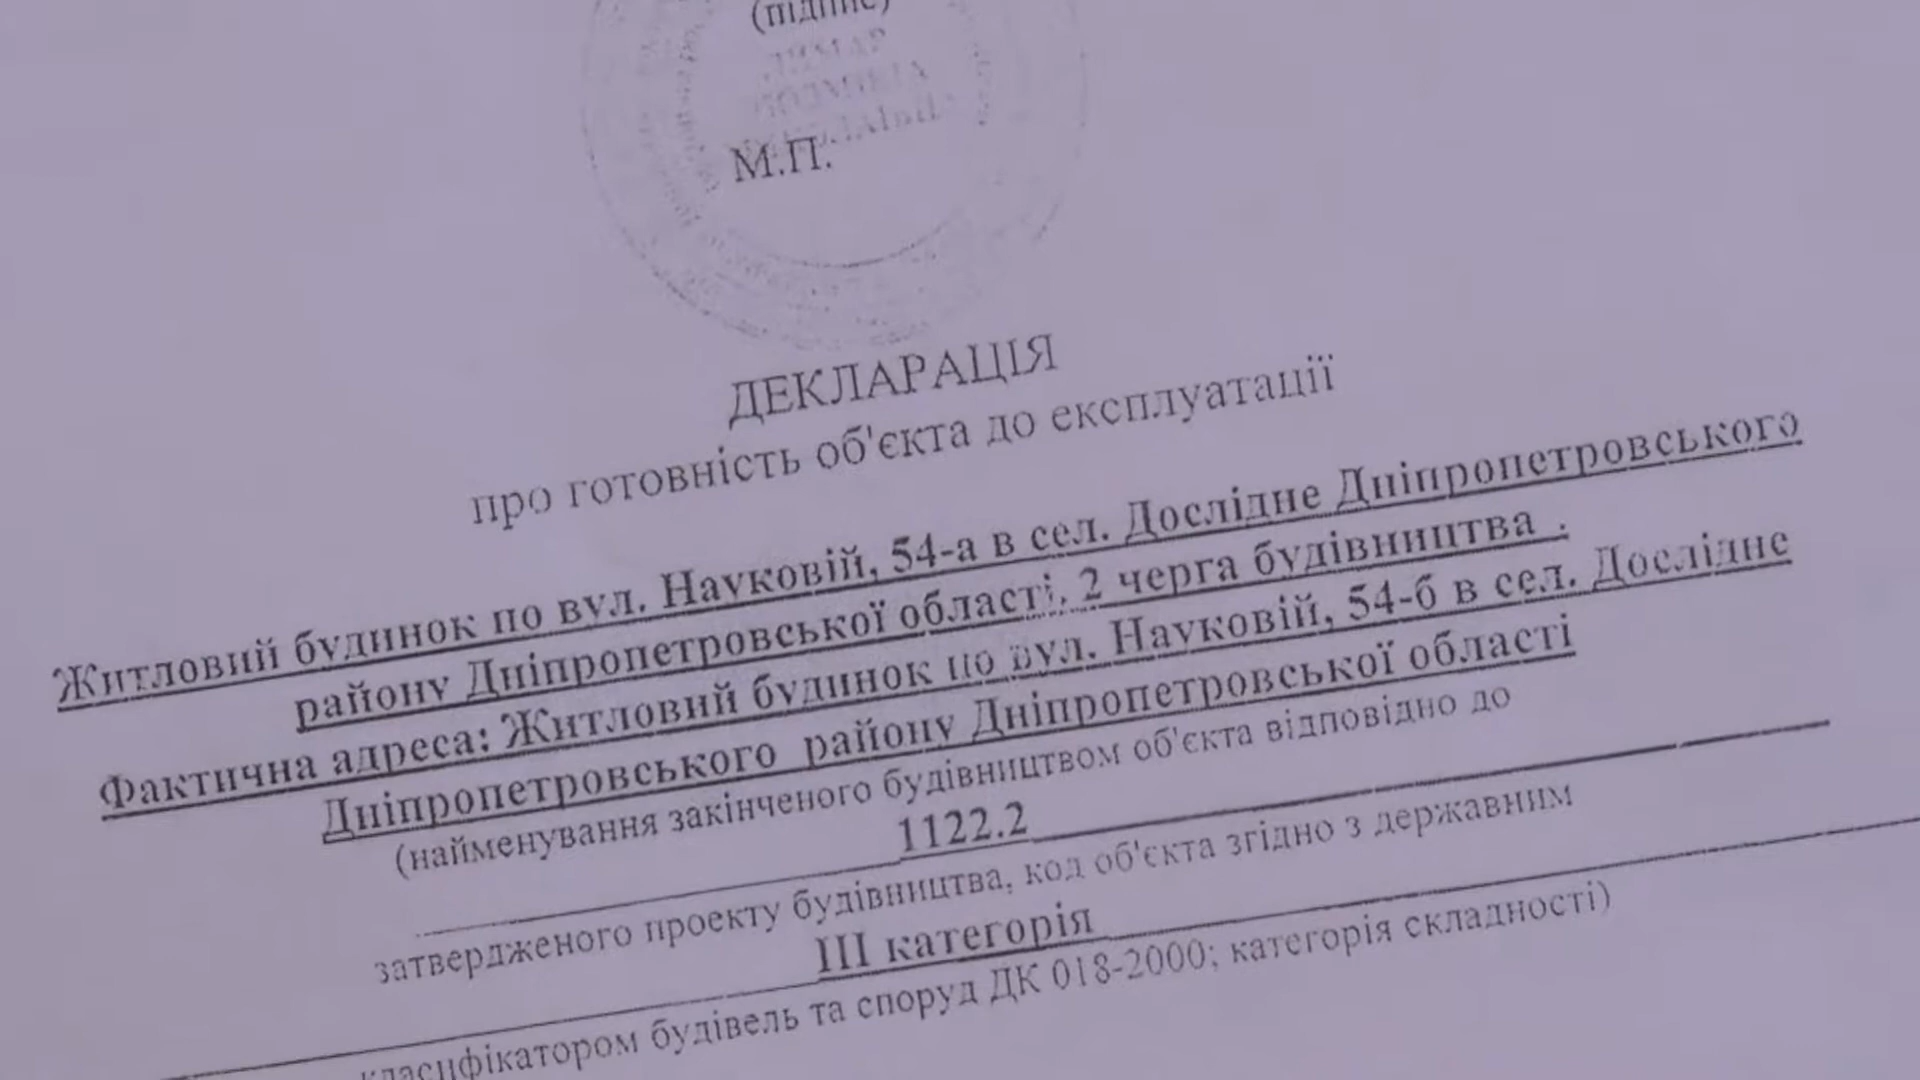 (підпис)
М.П.
ДЕКЛАРАЦІЯ
про готовність об'єкта до експлуатації
Житловий будинок по вул. Науковій, 54-а в сел. Дослідне Дніпропетровського
району Дніпропетровської області, 2 черга будівництва .
Фактична адреса: Житловий будинок по вул. Науковій, 54-б в сел. Дослідне
Дніпропетровського району Дніпропетровської області
(найменування закінченого будівництвом об'єкта відповідно до
1122.2
затвердженого проекту будівництва, код об'єкта згідно з державним
ІІІ категорія
класифікатором будівель та споруд ДК 018-2000; категорія складності)